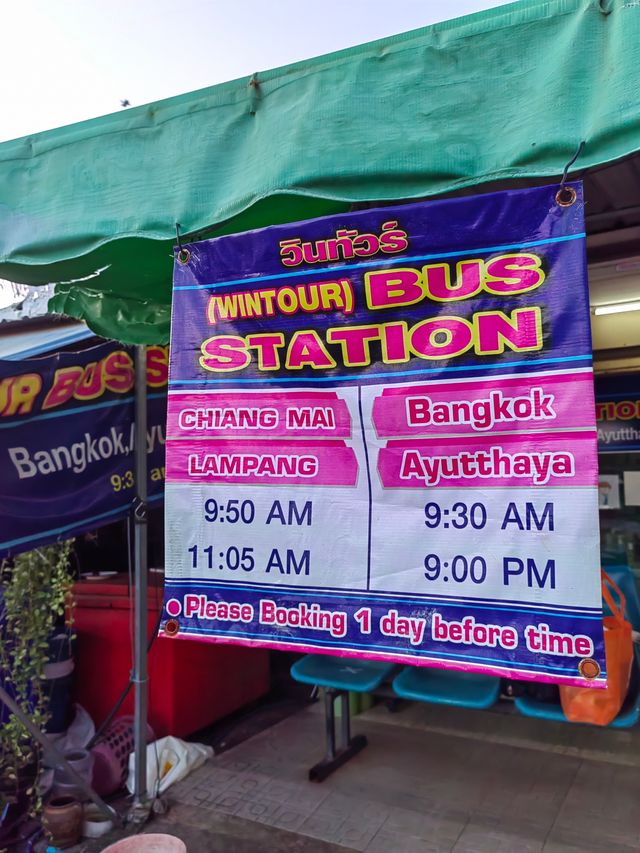 วินทัวร์
(WINTOUR) BUS
STATION
CHIANG MAI
Bangkok
LAMPANG
Ayutthaya
9:50 AM
9:30 AM
11:05 AM
9:00 PM
Please Booking 1 day before time
BUS
Bangkok,